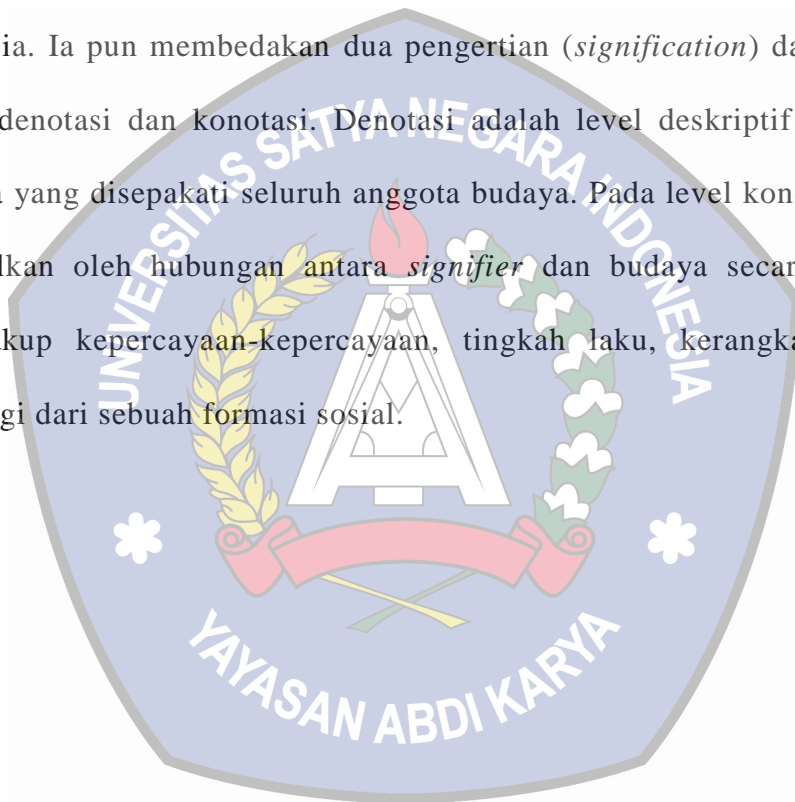 ia. Ia pun membedakan dua pengertian (signification) da
denotasi dan konotasi. Denotasi adalah level deskriptif
yang disepakati seluruh anggota budaya. Pada level kon
lkan oleh hubungan antara signifier dan budaya secar
kup kepercayaan-kepercayaan, tingkah laku, kerangka
gi dari sebuah formasi sosial.
UNIVERSITAS SATYA NEGARA INDONESIA
YAYASAN ABDI KARYA